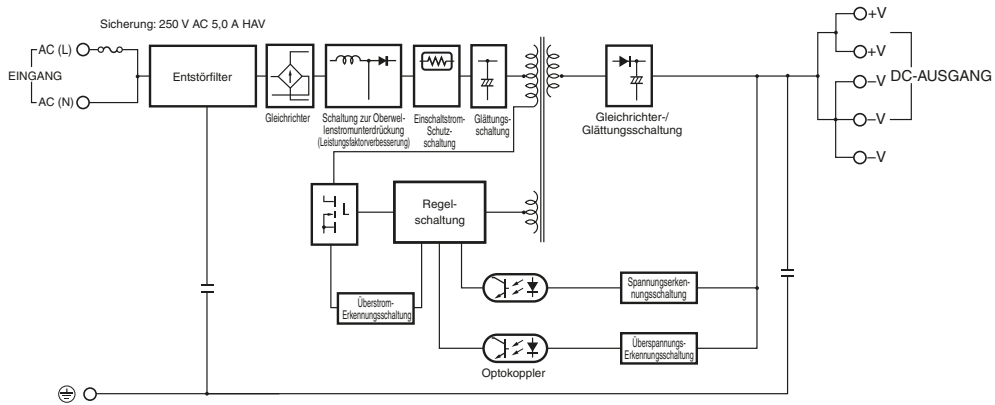 Sicherung: 250 V AC 5,0 A HAV
AC (L)
EINGANG
AC (N)
Entstörfilter
Gleichrichter
Schaltung zur Oberwel-
lenstromunterdrückung
(Leistungsfaktorverbesserung)
Einschaltstrom-
Schutz-
schaltung
Glättungs-
schaltung
Gleichrichter-/
Glättungsschaltung
+V
+V
–V
–V
–V
DC-AUSGANG
Regel-
schaltung
Überstrom-
Erkennungsschaltung
Spannungserken-
nungsschaltung
Überspannungs-
Erkennungsschaltung
Optokoppler